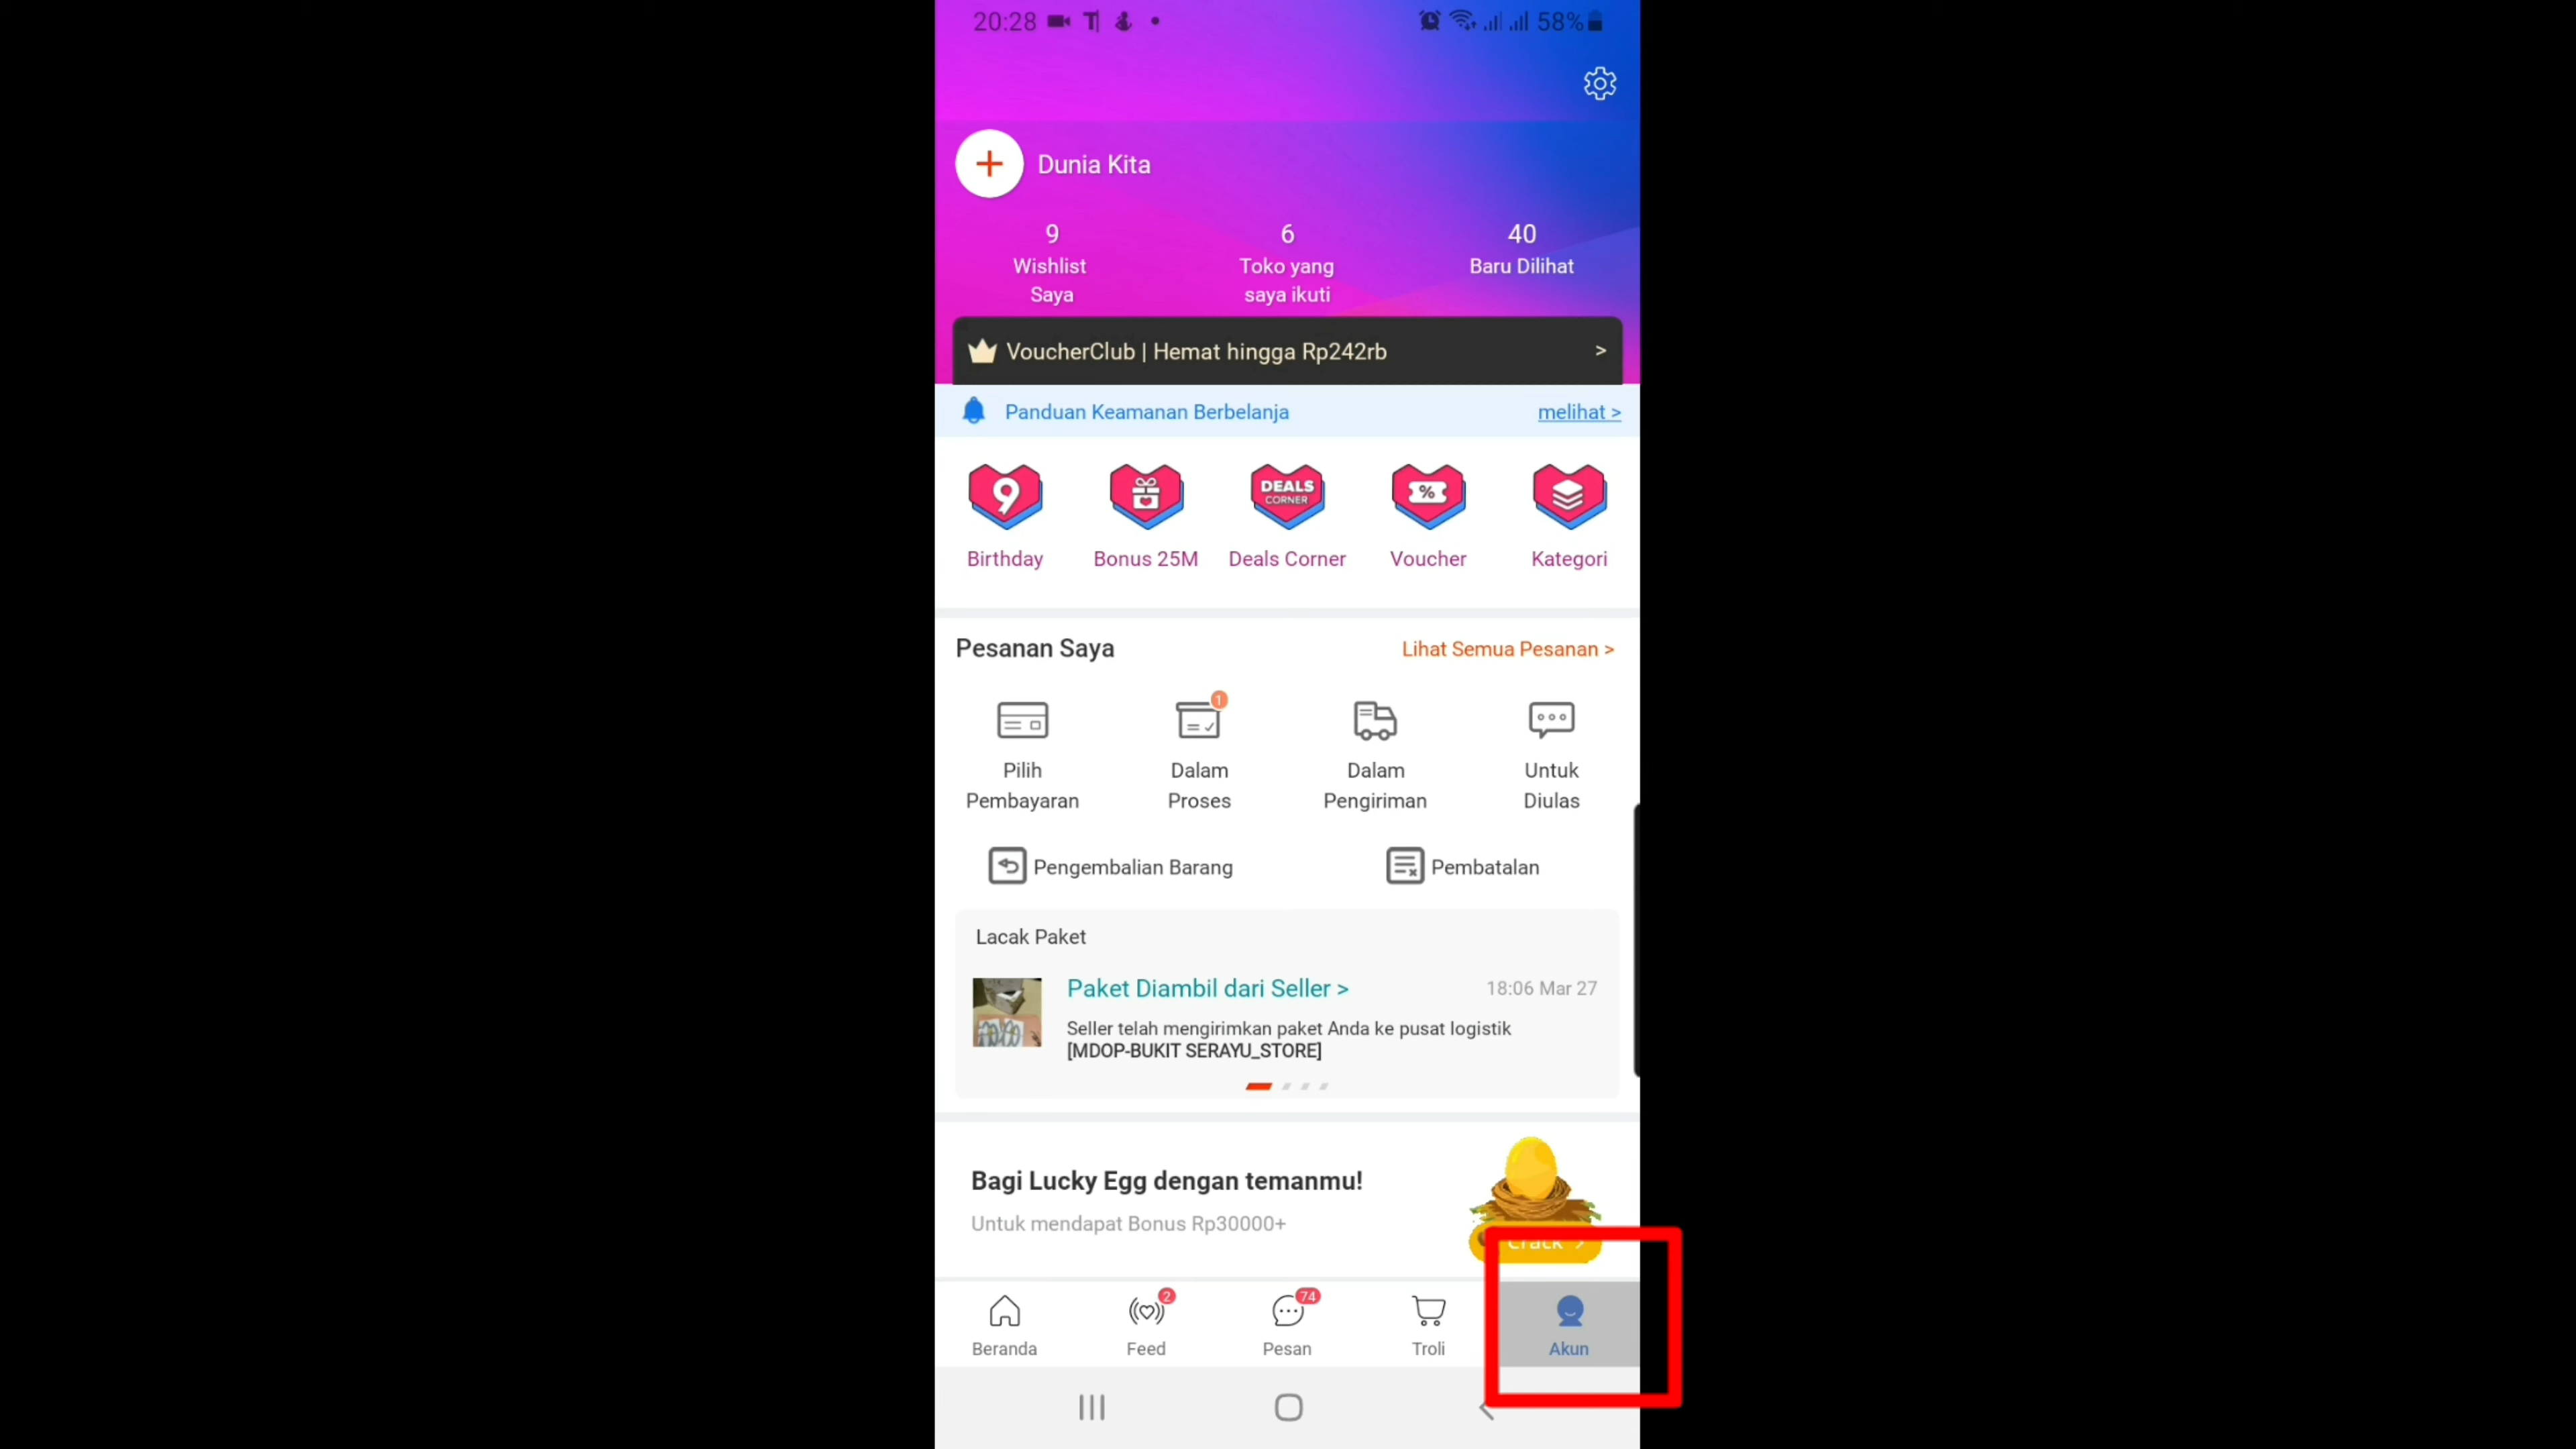 20:28
58%
Dunia Kita
9
Wishlist
Saya
6
Toko yang
saya ikuti
40
Baru Dilihat
VoucherClub | Hemat hingga Rp242rb >
Panduan Keamanan Berbelanja
melihat >
9
DEALS
CORNER
%
Birthday
Bonus 25M
Deals Corner
Voucher
Kategori
Pesanan Saya
Lihat Semua Pesanan >
1
Pilih
Pembayaran
Dalam
Proses
Dalam
Pengiriman
Untuk
Diulas
Pengembalian Barang
Pembatalan
Lacak Paket
Paket Diambil dari Seller >
18:06 Mar 27
Seller telah mengirimkan paket Anda ke pusat logistik
[MDOP-BUKIT SERAYU_STORE]
Bagi Lucky Egg dengan temanmu!
Untuk mendapat Bonus Rp30000+
Crack >
2
74
Beranda
Feed
Pesan
Troli
Akun